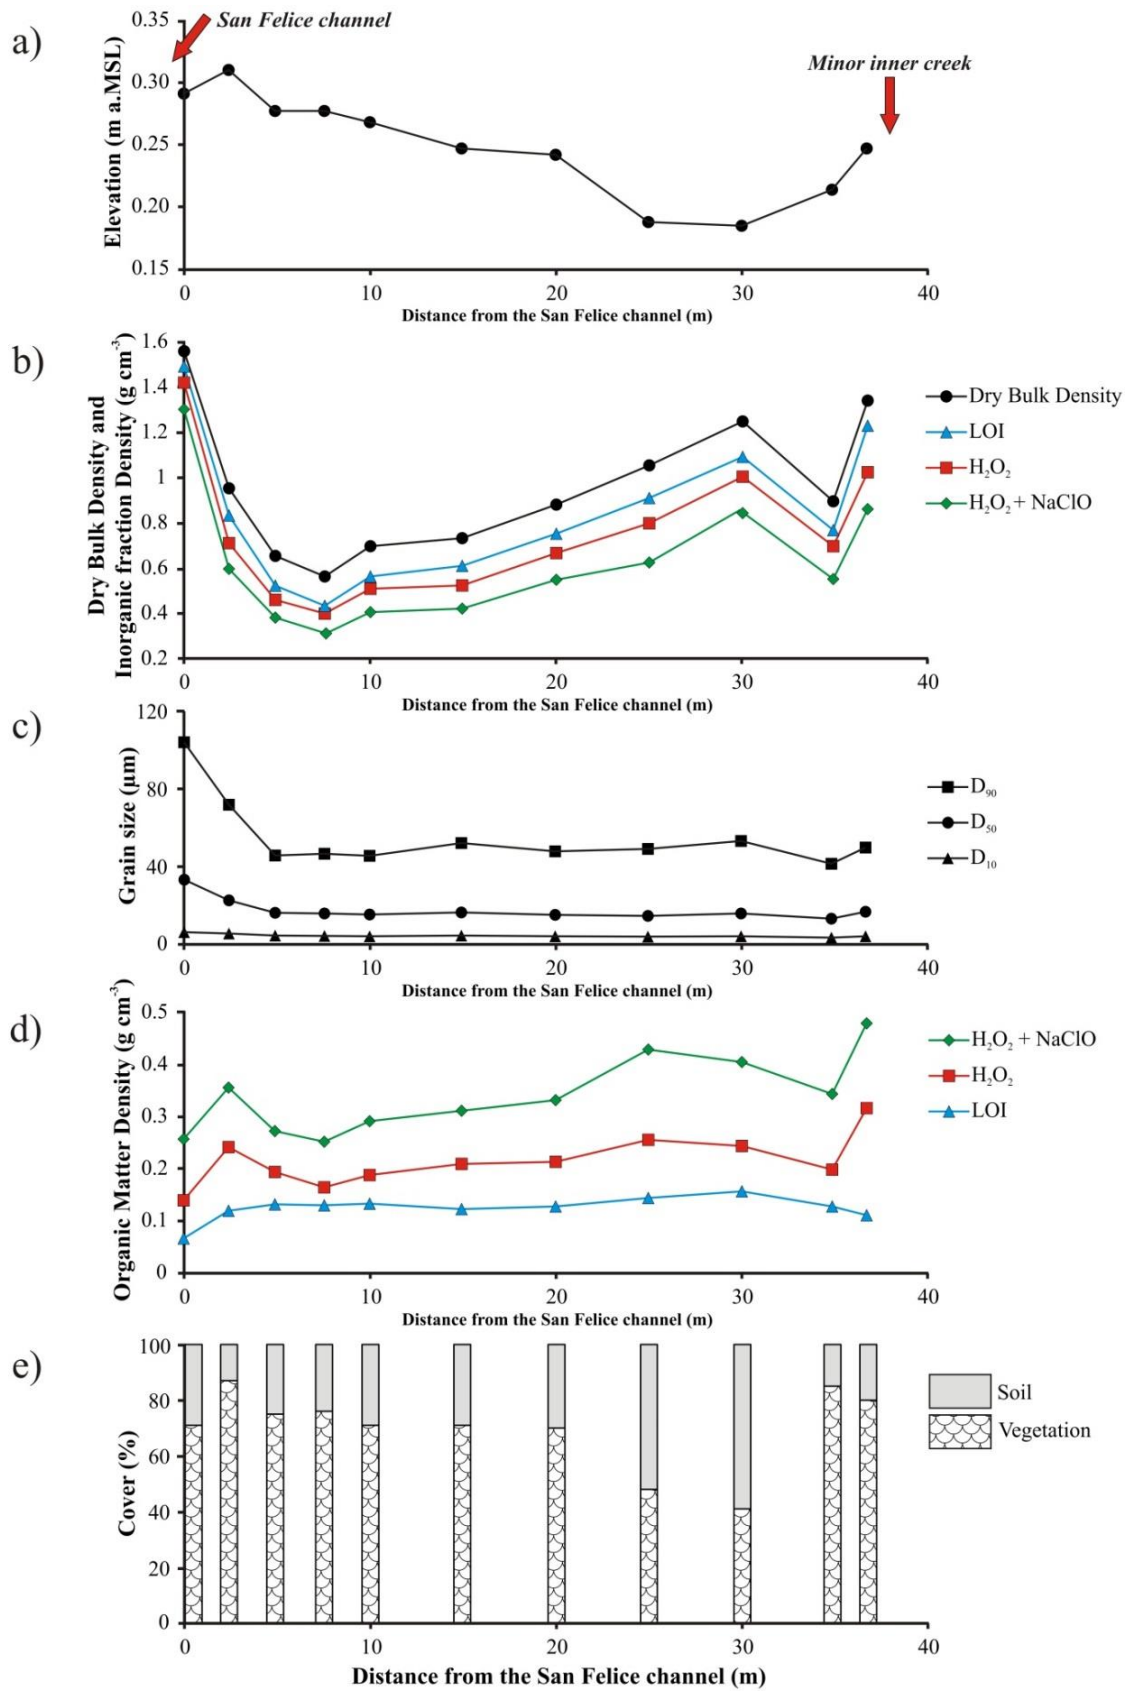 a)
San Felice channel
Minor inner creek
Elevation (m a.MSL)
0.35
0.30
0.25
0.20
0.15
0 10 20 30 40
Distance from the San Felice channel (m)
b)
Dry Bulk Density and
Inorganic fraction Density (g cm⁻³)
1.6
1.4
1.2
1
0.8
0.6
0.4
0.2
0 10 20 30 40
Distance from the San Felice channel (m)
Dry Bulk Density
LOI
H₂O₂
H₂O₂ + NaClO
c)
Grain size (µm)
120
80
40
0
0 10 20 30 40
Distance from the San Felice channel (m)
D₉₀
D₅₀
D₁₀
d)
Organic Matter Density (g cm⁻³)
0.5
0.4
0.3
0.2
0.1
0
0 10 20 30 40
Distance from the San Felice channel (m)
H₂O₂ + NaClO
H₂O₂
LOI
e)
Cover (%)
100
80
60
40
20
0
0 10 20 30 40
Distance from the San Felice channel (m)
Soil
Vegetation